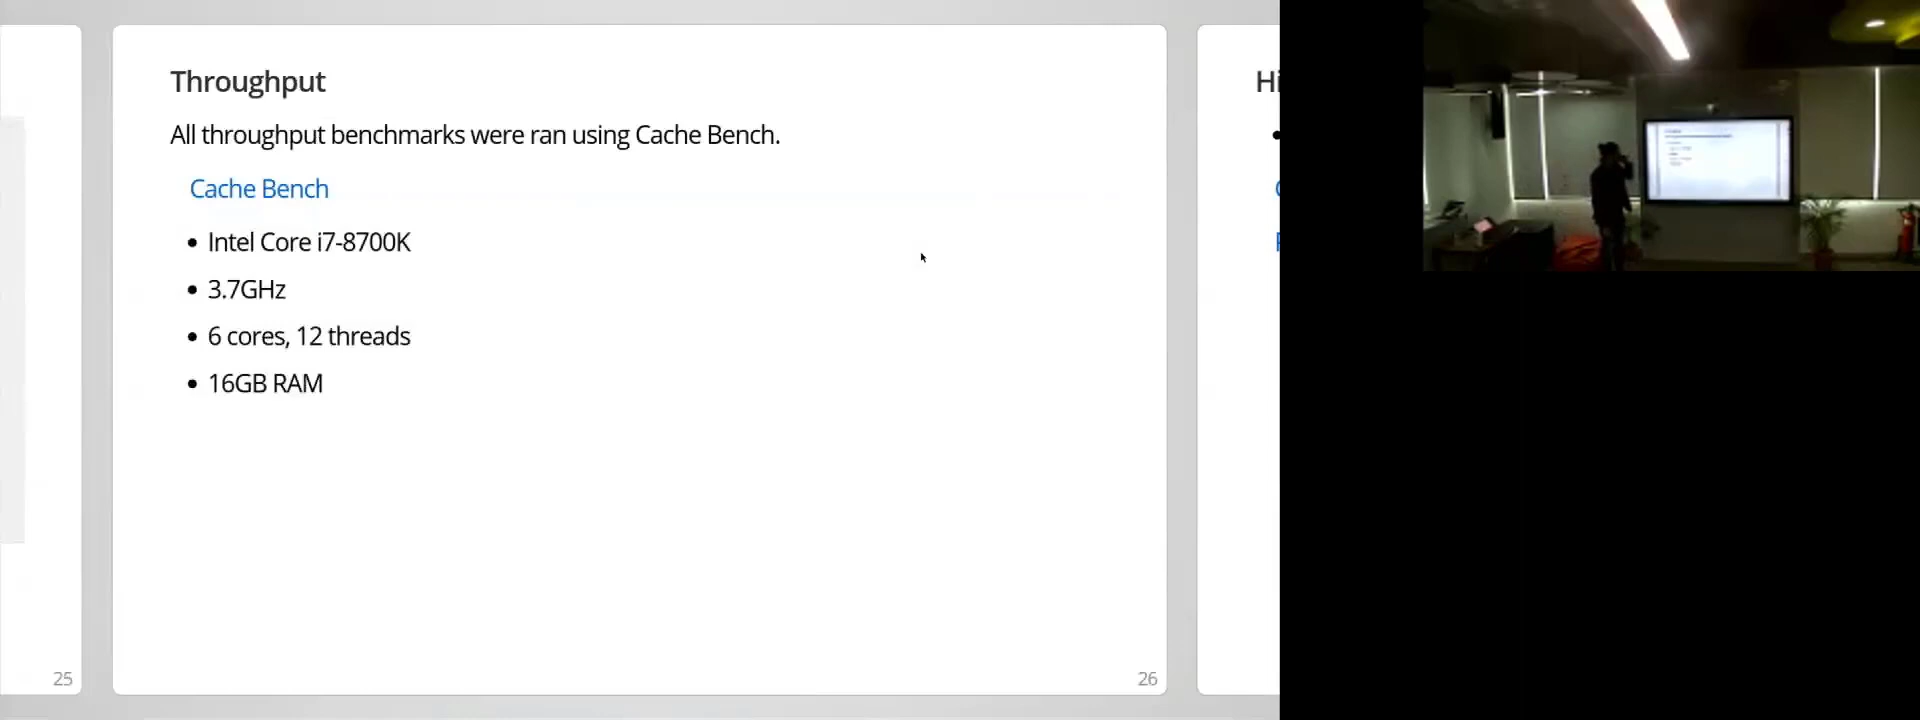 Throughput
All throughput benchmarks were ran using Cache Bench.
Cache Bench
• Intel Core i7-8700K
• 3.7GHz
• 6 cores, 12 threads
• 16GB RAM
25
26
Hi